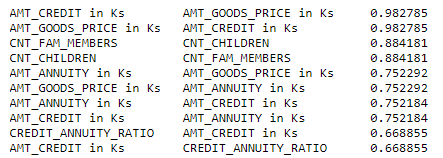 AMT_CREDIT in Ks AMT_GOODS_PRICE in Ks 0.982785
AMT_GOODS_PRICE in Ks AMT_CREDIT in Ks 0.982785
CNT_FAM_MEMBERS CNT_CHILDREN 0.884181
CNT_CHILDREN CNT_FAM_MEMBERS 0.884181
AMT_ANNUITY in Ks AMT_GOODS_PRICE in Ks 0.752292
AMT_GOODS_PRICE in Ks AMT_ANNUITY in Ks 0.752292
AMT_ANNUITY in Ks AMT_CREDIT in Ks 0.752184
AMT_CREDIT in Ks AMT_ANNUITY in Ks 0.752184
CREDIT_ANNUITY_RATIO AMT_CREDIT in Ks 0.668855
AMT_CREDIT in Ks CREDIT_ANNUITY_RATIO 0.668855